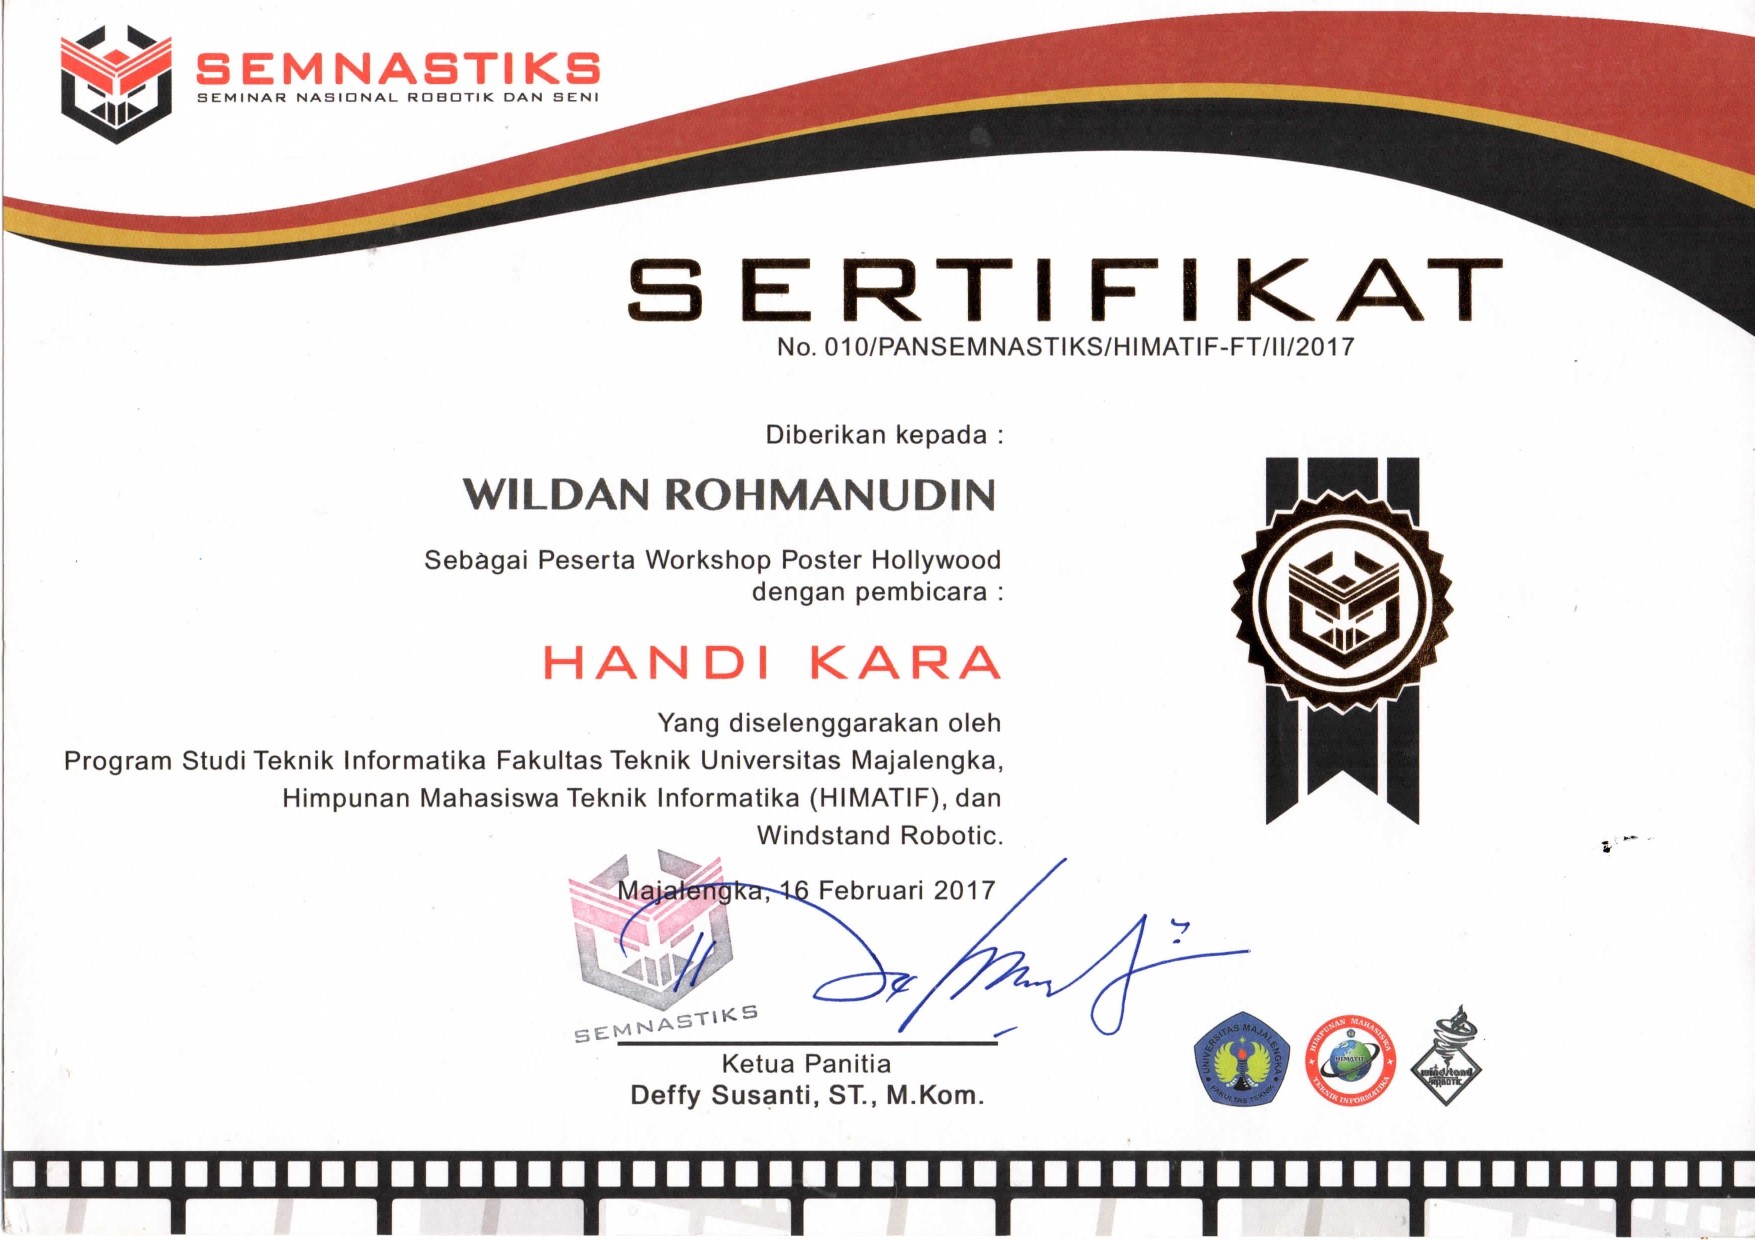 SEMNASTIKS
SEMINAR NASIONAL ROBOTIK DAN SENI
SERTIFIKAT
No. 010/PANSEMNASTIKS/HIMATIF-FT/II/2017
Diberikan kepada :
WILDAN ROHMANUDIN
Sebagai Peserta Workshop Poster Hollywood
dengan pembicara :
HANDI KARA
Yang diselenggarakan oleh
Program Studi Teknik Informatika Fakultas Teknik Universitas Majalengka,
Himpunan Mahasiswa Teknik Informatika (HIMATIF), dan
Windstand Robotic.
Majalengka, 16 Februari 2017
SEMNASTIKS
Ketua Panitia
Deffy Susanti, ST., M.Kom.
UNIVERSITAS MAJALENGKA
FAKULTAS TEKNIK
HIMPUNAN MAHASISWA
HIMATIF
TEKNIK INFORMATIKA
windstand
ROBOTIC